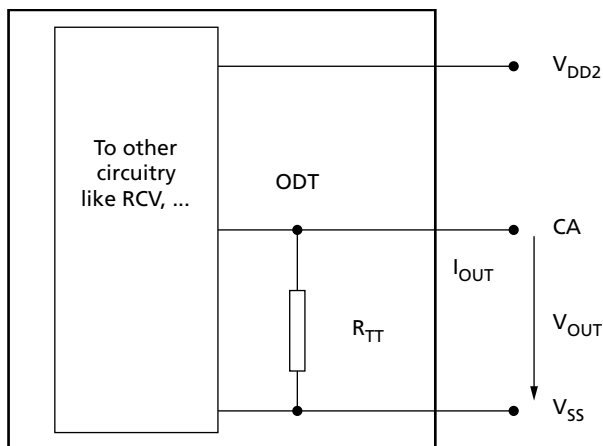 V_DD2
To other
circuitry
like RCV, ...
ODT
CA
I_OUT
R_TT
V_OUT
V_SS